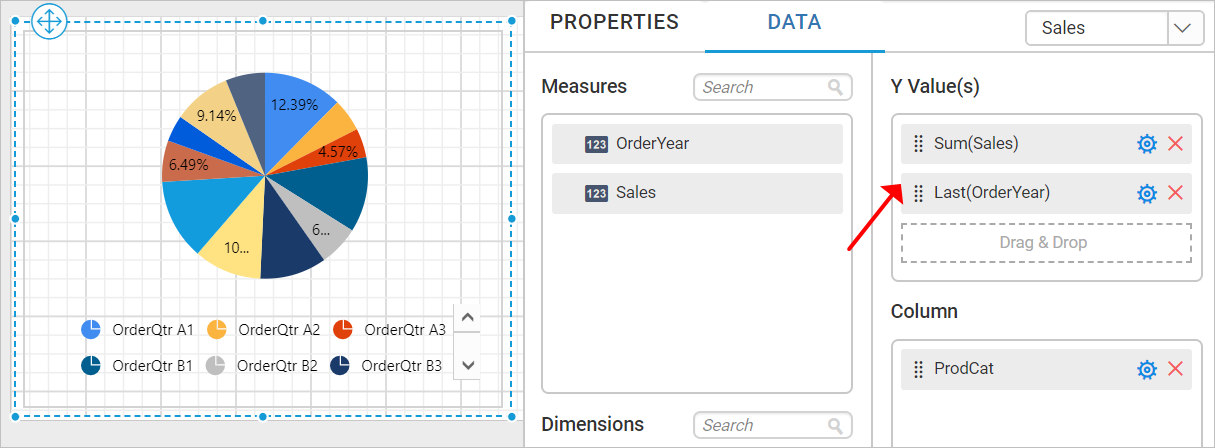 PROPERTIES DATA Sales
Measures Search
123 OrderYear
123 Sales
Dimensions Search
Y Value(s)
Sum(Sales)
Last(OrderYear)
Drag & Drop
Column
ProdCat
12.39%
9.14%
4.57%
6.49%
6...
10...
OrderQtr A1 OrderQtr A2 OrderQtr A3
OrderQtr B1 OrderQtr B2 OrderQtr B3